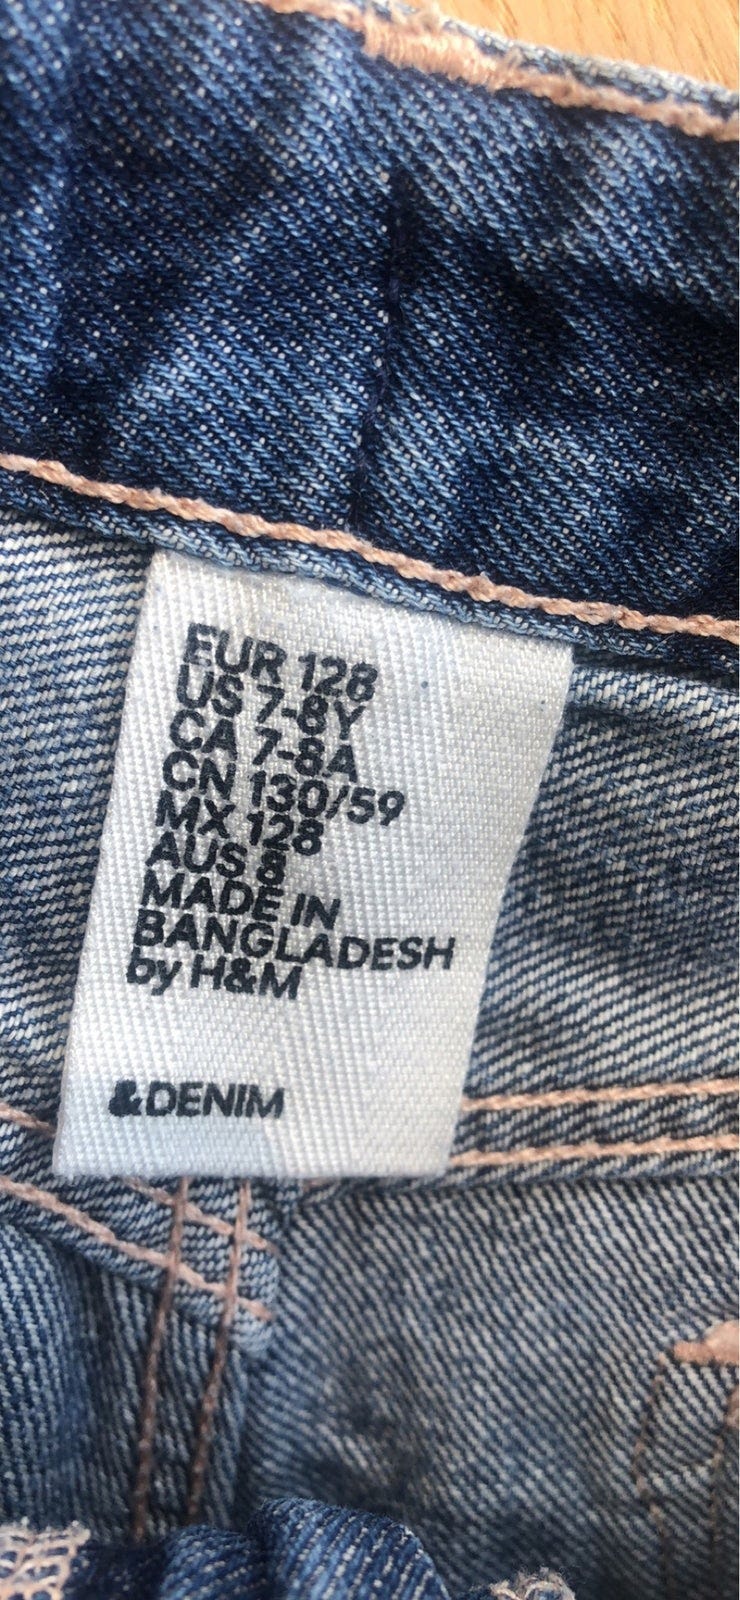 EUR 128
US 7-8Y
CA 7-8A
CN 130/59
MX 128
AUS 8
MADE IN
BANGLADESH
by H&M
&DENIM